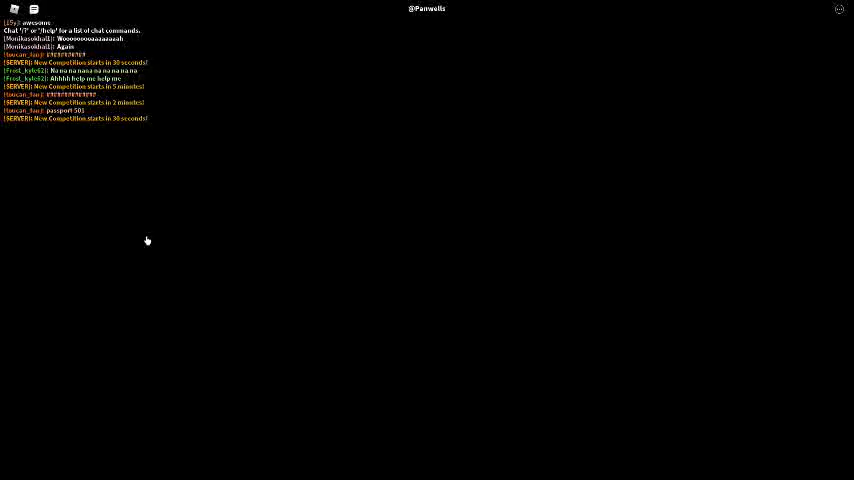 @Panwells
[15y]: awesome
Chat '/?' or '/help' for a list of chat commands.
[Monikasokhal1]: Wooooooooaaaaaaaah
[Monikasokhal1]: Again
[toucan_fan]: ###########
[SERVER]: New Competition starts in 30 seconds!
[Frost_kyle62]: Na na na nana na na na na na
[Frost_kyle62]: Ahhhh help me help me
[SERVER]: New Competition starts in 5 minutes!
[toucan_fan]: ##############
[SERVER]: New Competition starts in 2 minutes!
[toucan_fan]: passport 501
[SERVER]: New Competition starts in 30 seconds!